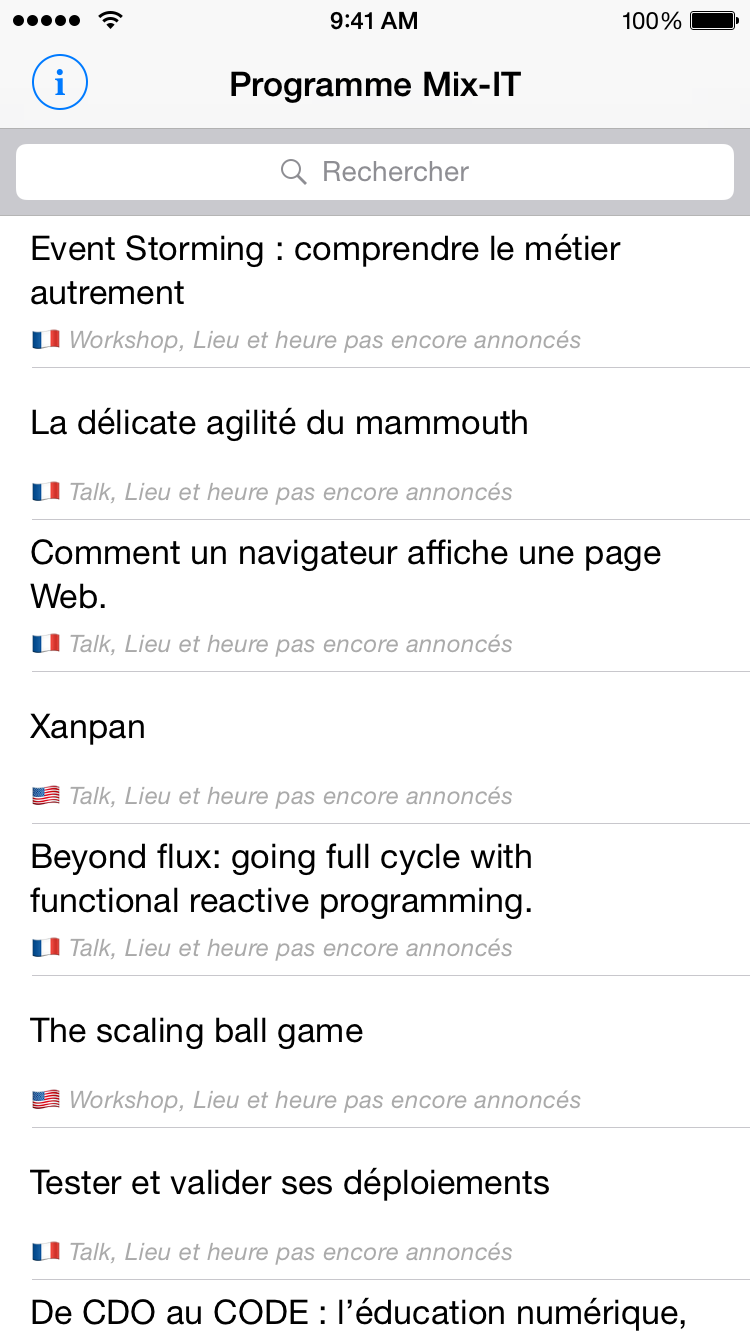 9:41 AM 100%
i
Programme Mix-IT
Rechercher
Event Storming : comprendre le métier
autrement
Workshop, Lieu et heure pas encore annoncés
La délicate agilité du mammouth
Talk, Lieu et heure pas encore annoncés
Comment un navigateur affiche une page
Web.
Talk, Lieu et heure pas encore annoncés
Xanpan
Talk, Lieu et heure pas encore annoncés
Beyond flux: going full cycle with
functional reactive programming.
Talk, Lieu et heure pas encore annoncés
The scaling ball game
Workshop, Lieu et heure pas encore annoncés
Tester et valider ses déploiements
Talk, Lieu et heure pas encore annoncés
De CDO au CODE : l’éducation numérique,